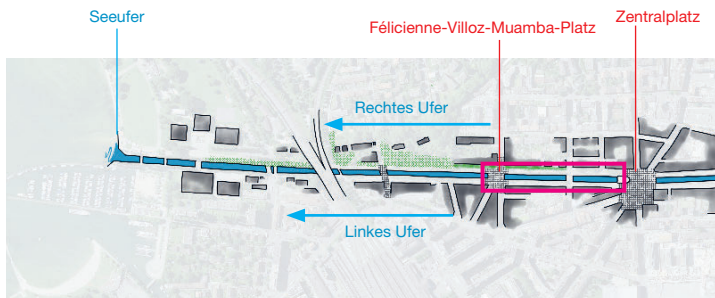 Seeufer
Zentralplatz
Félicienne-Villoz-Muamba-Platz
Rechtes Ufer
Linkes Ufer